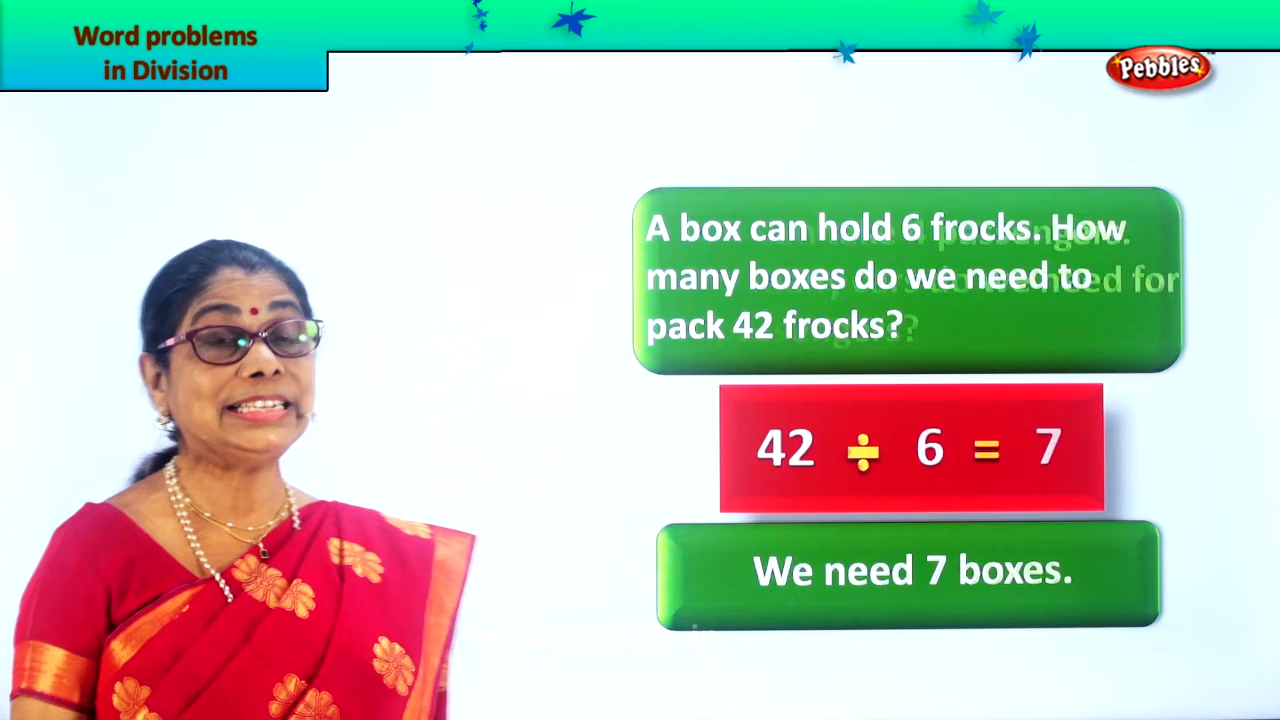 Word problems
in Division
Pebbles
A box can hold 6 frocks. How
many boxes do we need to
pack 42 frocks?
42 ÷ 6 = 7
We need 7 boxes.